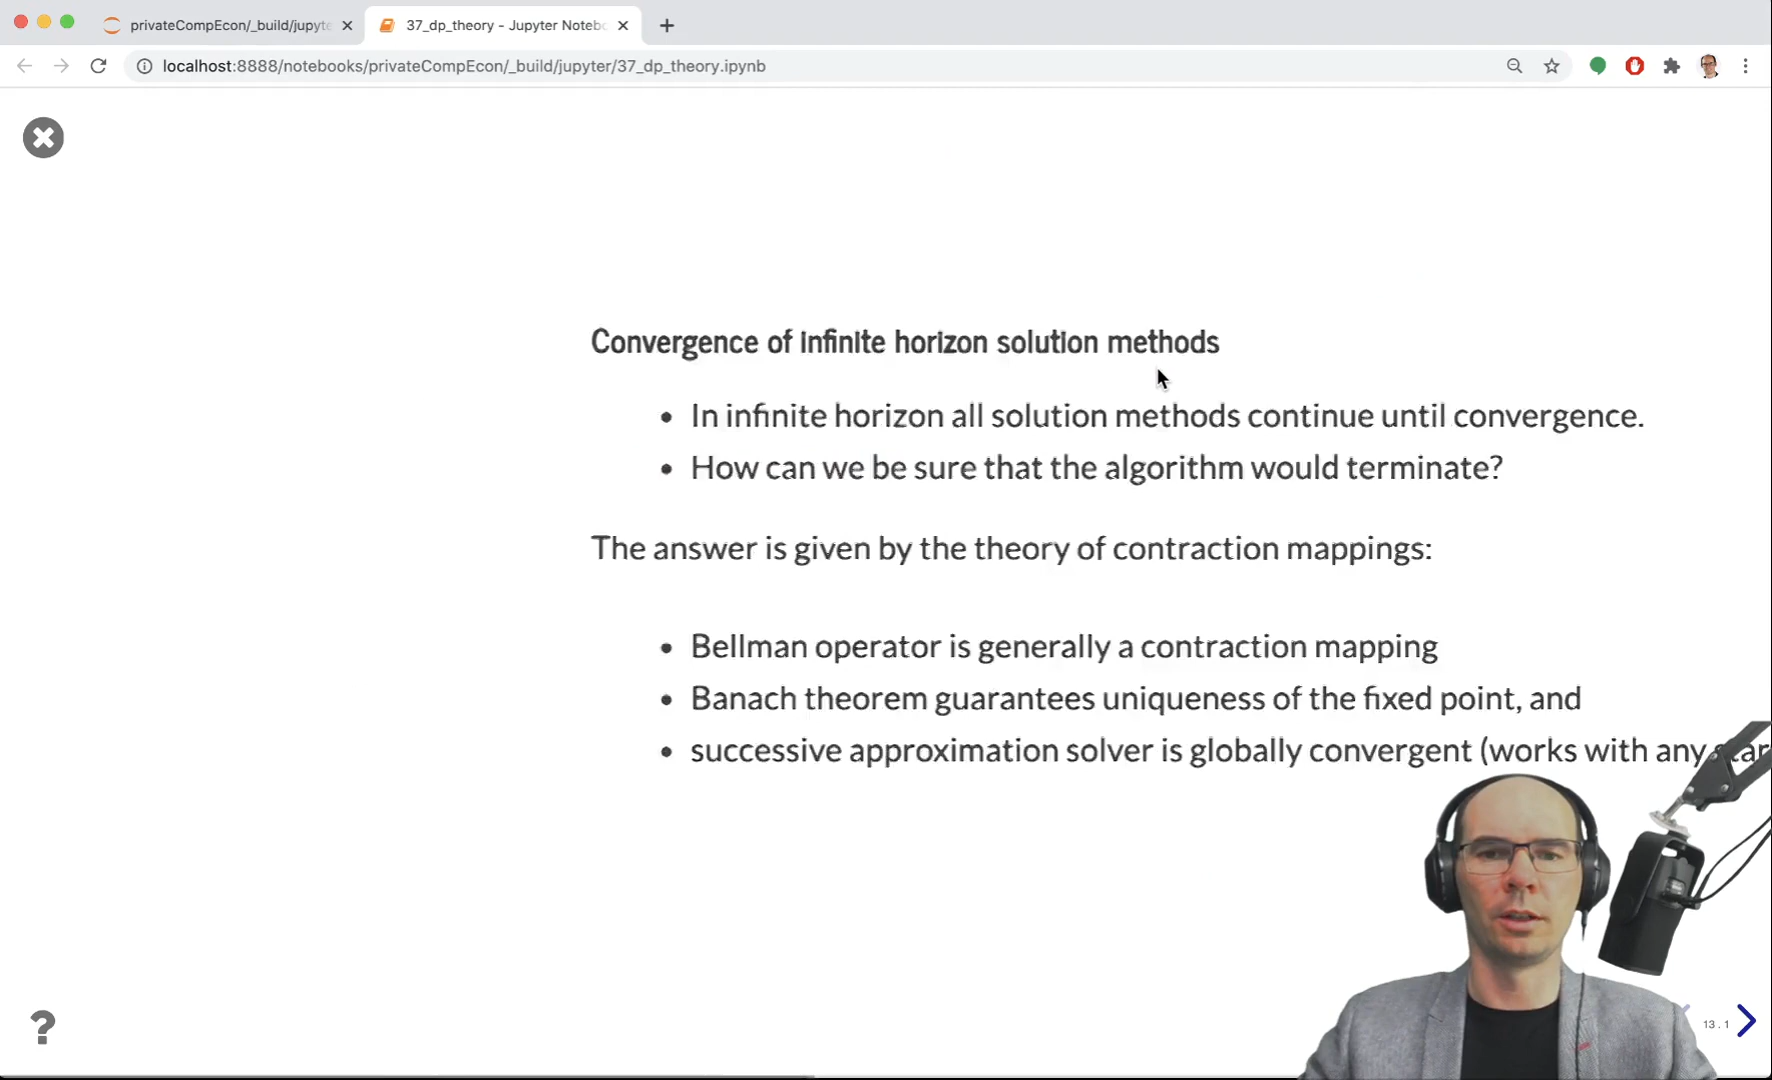 privateCompEcon/_build/jupyte
37_dp_theory - Jupyter Notebo
localhost:8888/notebooks/privateCompEcon/_build/jupyter/37_dp_theory.ipynb
Convergence of infinite horizon solution methods
• In infinite horizon all solution methods continue until convergence.
• How can we be sure that the algorithm would terminate?
The answer is given by the theory of contraction mappings:
• Bellman operator is generally a contraction mapping
• Banach theorem guarantees uniqueness of the fixed point, and
• successive approximation solver is globally convergent (works with any
?
13.1